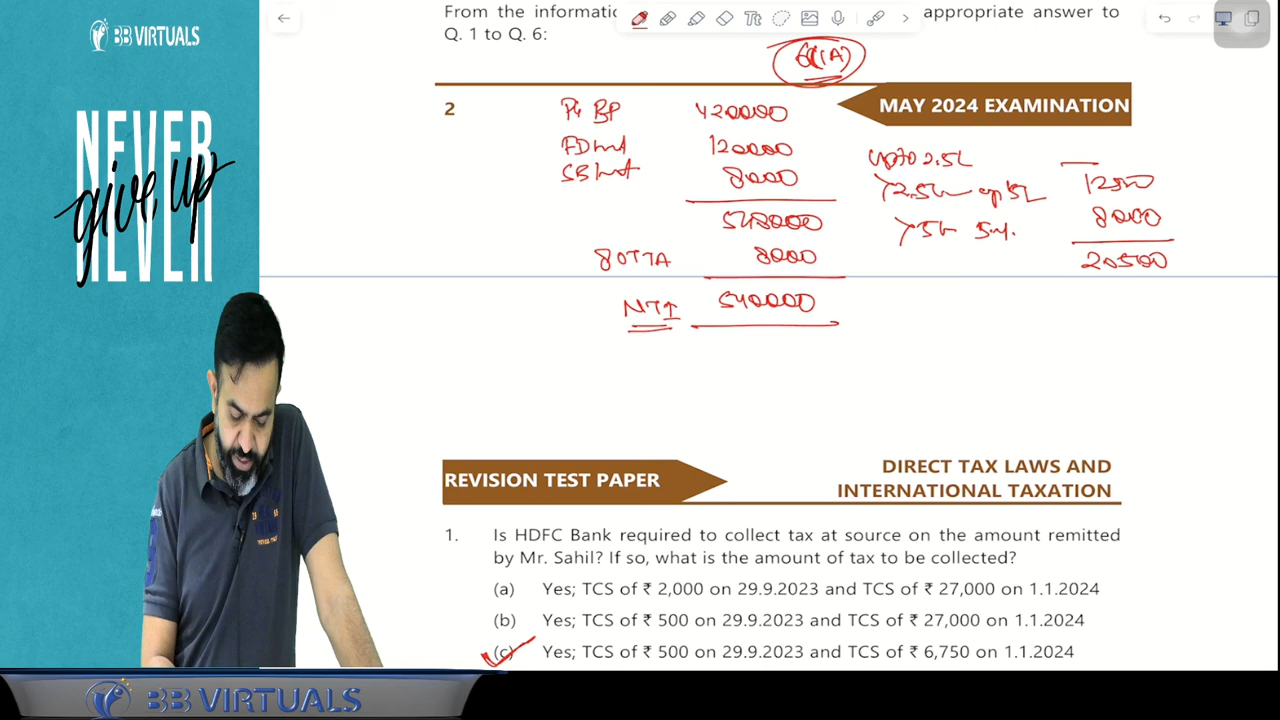 BB VIRTUALS
NEVER
give up
NEVER
From the informatio appropriate answer to
Q. 1 to Q. 6:
6(1A)
2
MAY 2024 EXAMINATION
BP 420000
FD Int 120000
SB Int 8000
548000
80TTA 8000
NTI 540000
upto 2.5L —
>2.5L upto 5L 12500
>5L 8000
20500
REVISION TEST PAPER
DIRECT TAX LAWS AND
INTERNATIONAL TAXATION
1. Is HDFC Bank required to collect tax at source on the amount remitted
by Mr. Sahil? If so, what is the amount of tax to be collected?
(a) Yes; TCS of ₹ 2,000 on 29.9.2023 and TCS of ₹ 27,000 on 1.1.2024
(b) Yes; TCS of ₹ 500 on 29.9.2023 and TCS of ₹ 27,000 on 1.1.2024
(c) Yes; TCS of ₹ 500 on 29.9.2023 and TCS of ₹ 6,750 on 1.1.2024
BB VIRTUALS